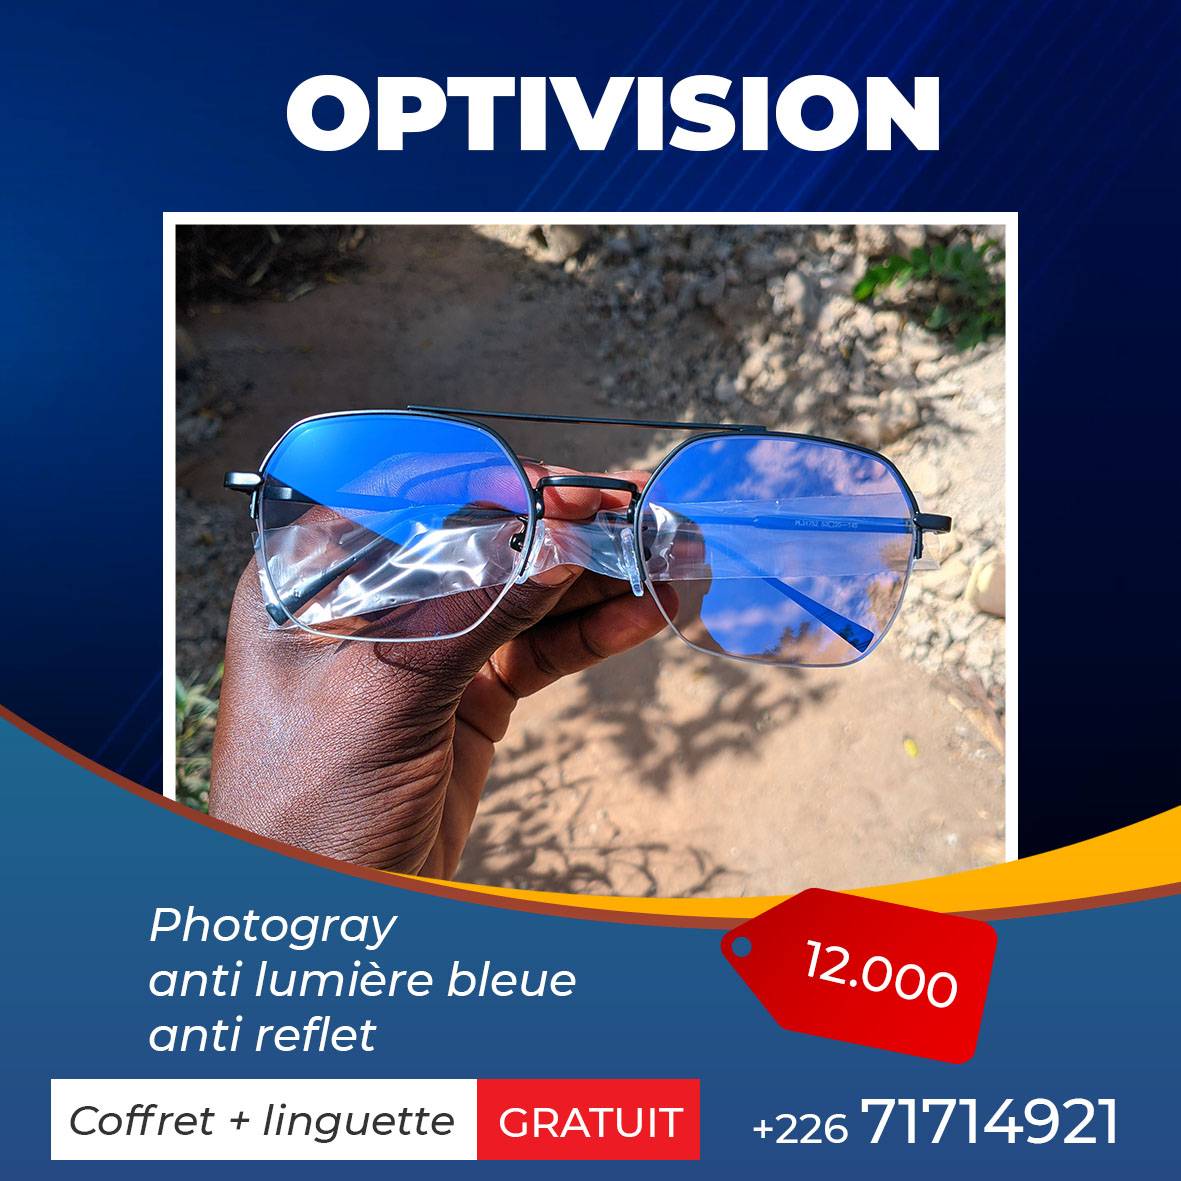 OPTIVISION
Photogray
anti lumière bleue
anti reflet
12.000
Coffret + linguette GRATUIT
+226 71714921